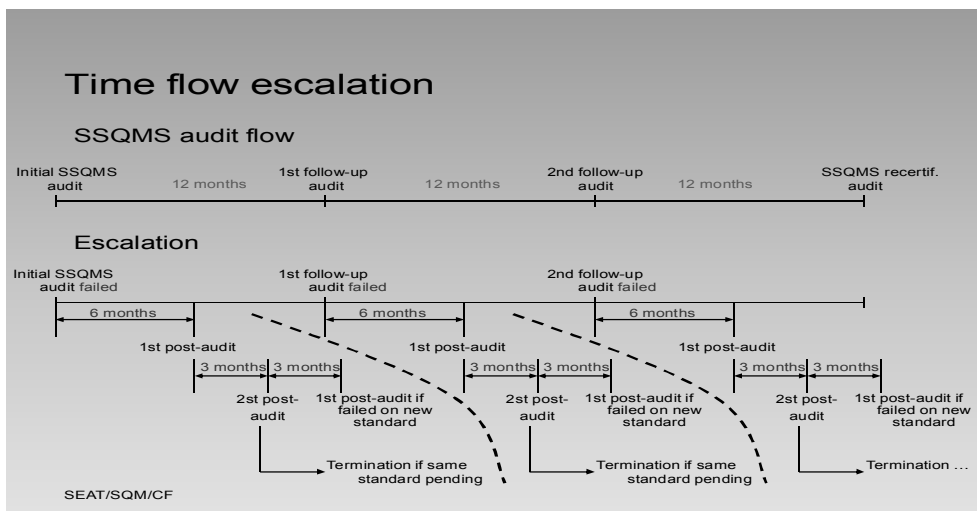 Time flow escalation
SSQMS audit flow
Initial SSQMS
audit
12 months
1st follow-up
audit
12 months
2nd follow-up
audit
12 months
SSQMS recertif.
audit
Escalation
Initial SSQMS
audit failed
1st follow-up
audit failed
2nd follow-up
audit failed
6 months
6 months
6 months
1st post-audit
1st post-audit
1st post-audit
3 months
3 months
3 months
3 months
3 months
3 months
2st post-
audit
1st post-audit if
failed on new
standard
2st post-
audit
1st post-audit if
failed on new
standard
2st post-
audit
1st post-audit if
failed on new
standard
Termination if same
standard pending
Termination if same
standard pending
Termination ...
SEAT/SQM/CF